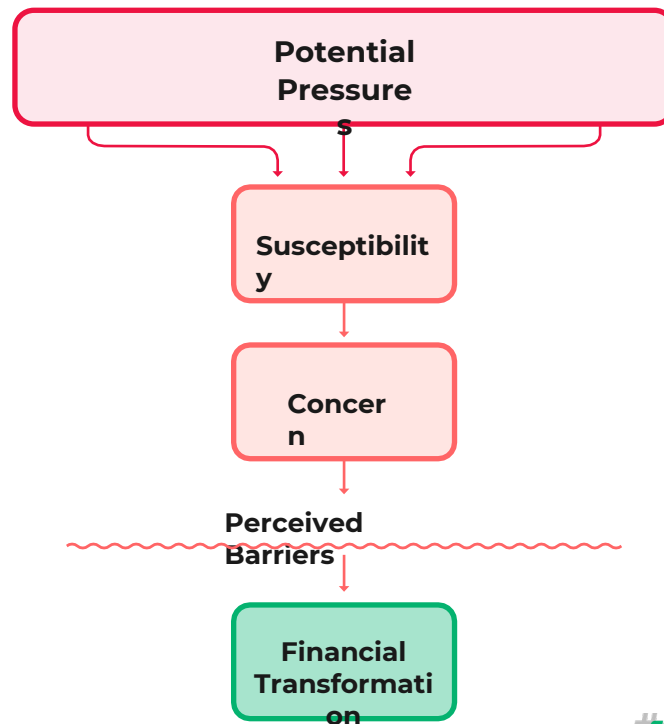 Potential
Pressure
s
Susceptibilit
y
Concer
n
Perceived
Barriers
Financial
Transformati
on
#